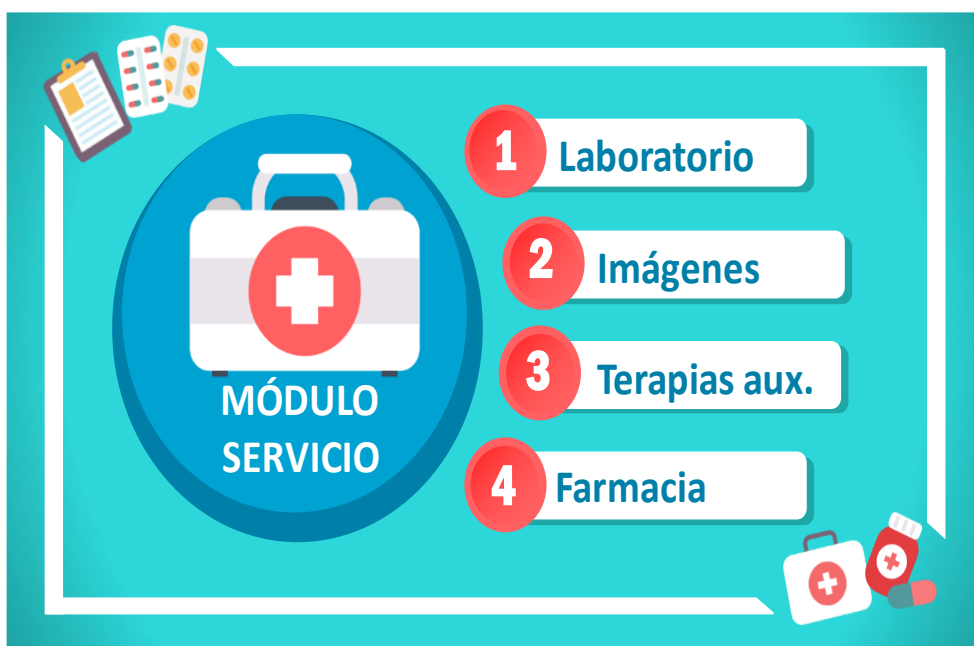 MÓDULO
SERVICIO
1 Laboratorio
2 Imágenes
3 Terapias aux.
4 Farmacia